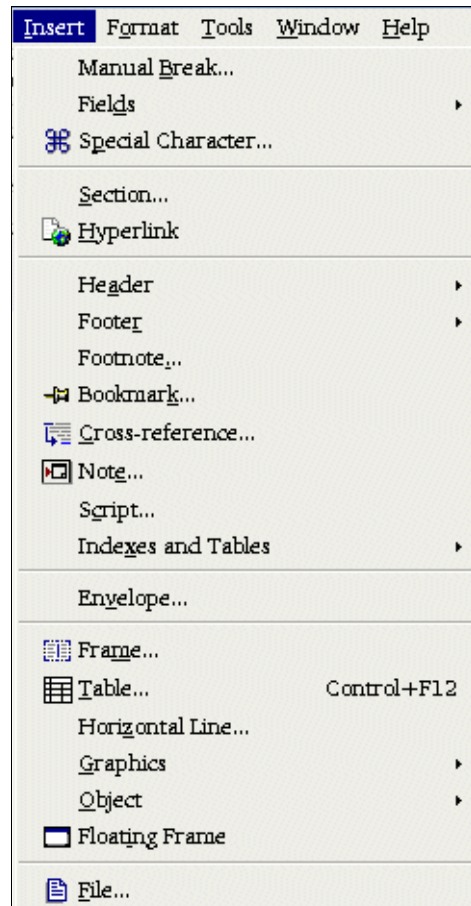 Insert Format Tools Window Help
Manual Break...
Fields
Special Character...
Section...
Hyperlink
Header
Footer
Footnote...
Bookmark...
Cross-reference...
Note...
Script...
Indexes and Tables
Envelope...
Frame...
Table... Control+F12
Horizontal Line...
Graphics
Object
Floating Frame
File...